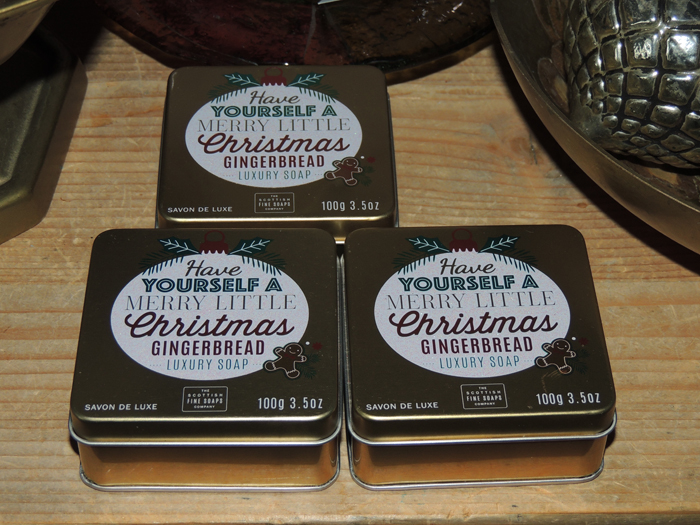 Have
YOURSELF A
MERRY LITTLE
Christmas
GINGERBREAD
LUXURY SOAP
SAVON DE LUXE
THE
SCOTTISH
FINE SOAPS
COMPANY
100g 3.5oz
Have
YOURSELF A
MERRY LITTLE
Christmas
GINGERBREAD
LUXURY SOAP
SAVON DE LUXE
THE
SCOTTISH
FINE SOAPS
COMPANY
100g 3.5oz
Have
YOURSELF A
MERRY LITTLE
Christmas
GINGERBREAD
LUXURY SOAP
SAVON DE LUXE
THE
SCOTTISH
FINE SOAPS
COMPANY
100g 3.5oz